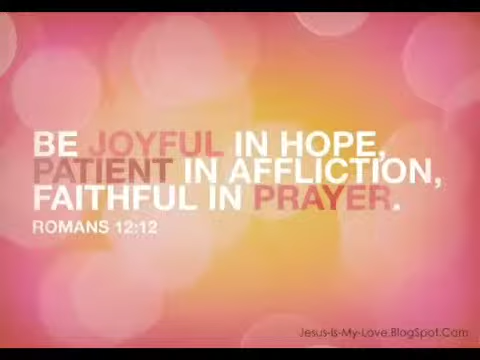 BE JOYFUL IN HOPE,
PATIENT IN AFFLICTION,
FAITHFUL IN PRAYER.
ROMANS 12:12
Jesus-Is-My-Love.BlogSpot.Com